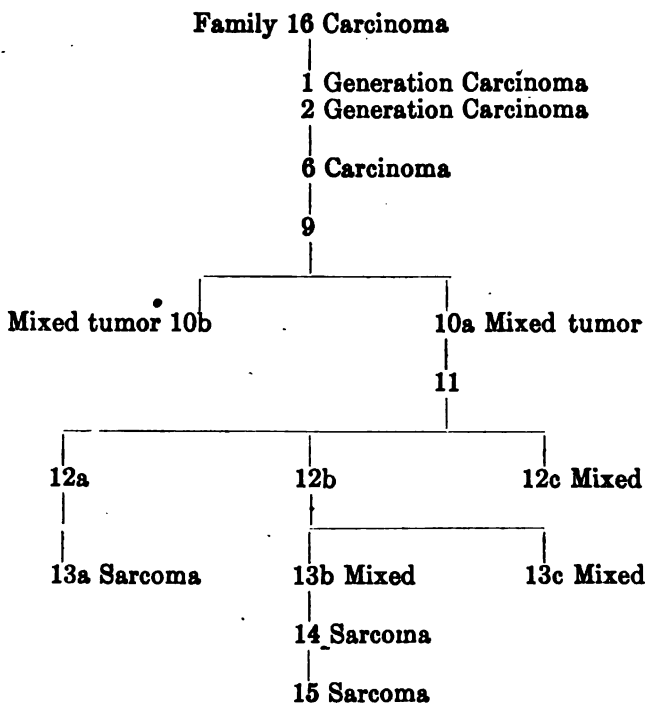 Family 16 Carcinoma
1 Generation Carcinoma
2 Generation Carcinoma
6 Carcinoma
9
Mixed tumor 10b 10a Mixed tumor
11
12a 12b 12c Mixed
13a Sarcoma 13b Mixed 13c Mixed
14 Sarcoma
15 Sarcoma